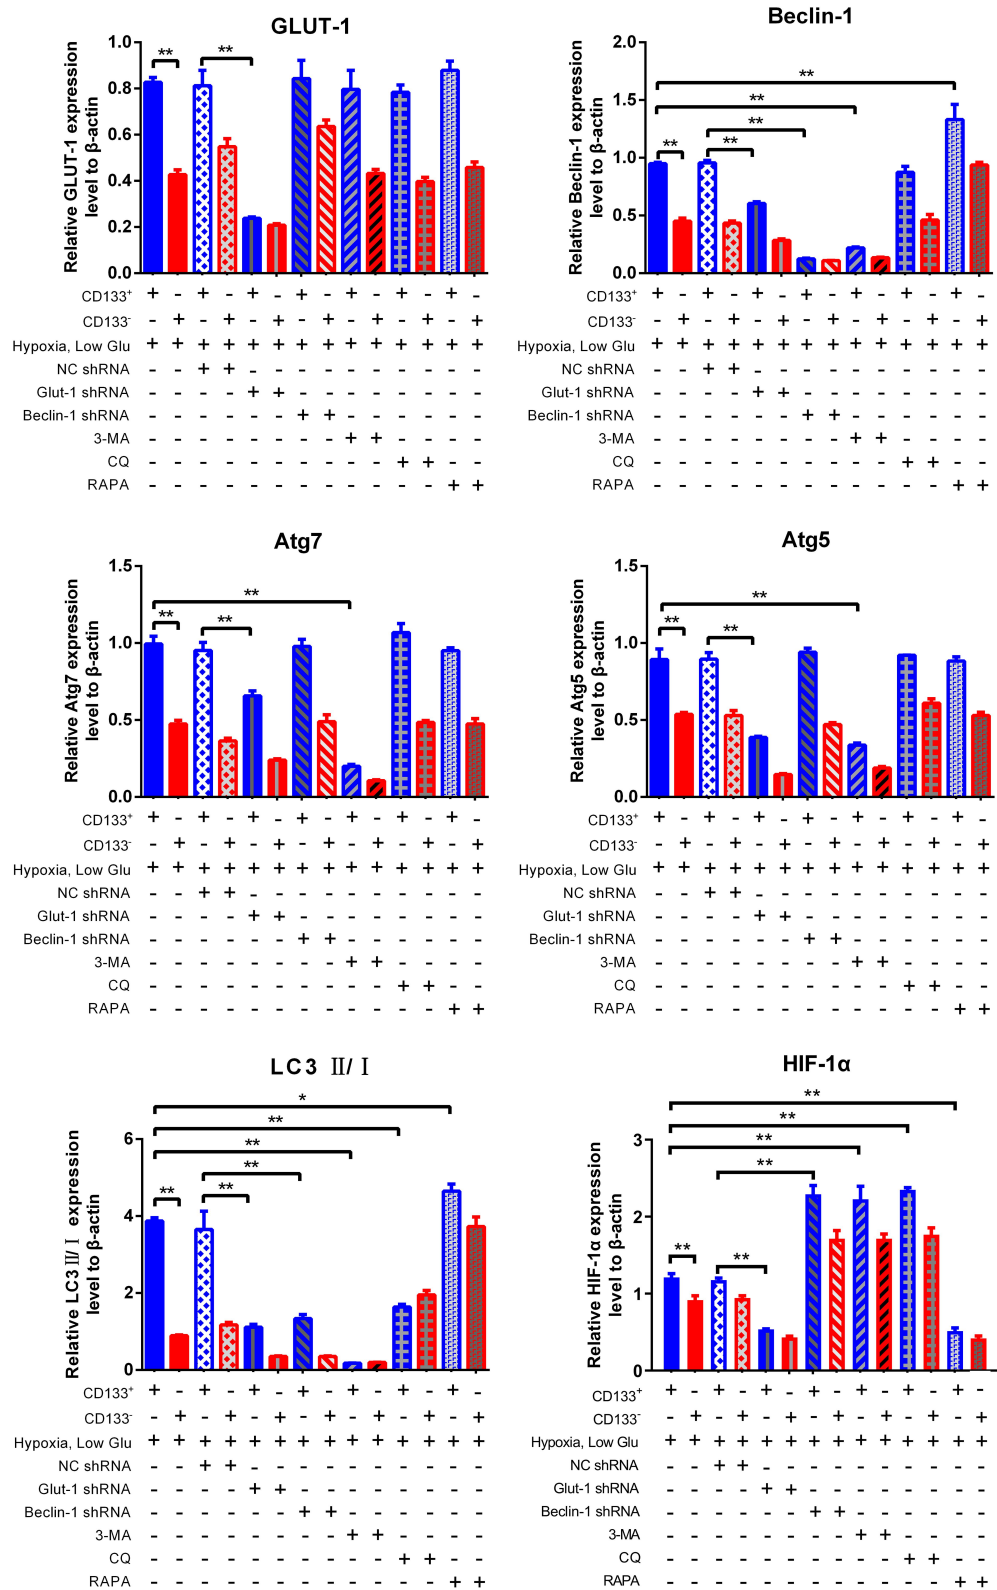 GLUT-1
Relative GLUT-1 expression
level to β-actin
1.0
0.8
0.6
0.4
0.2
0.0
** **
CD133⁺ + - + - + - + - + - + - + -
CD133⁻ - + - + - + - + - + - + - +
Hypoxia, Low Glu + + + + + + + + + + + + + +
NC shRNA - - + + - - - - - - - - - -
Glut-1 shRNA - - - - + + - - - - - - - -
Beclin-1 shRNA - - - - - - + + - - - - - -
3-MA - - - - - - - - + + - - - -
CQ - - - - - - - - - - + + - -
RAPA - - - - - - - - - - - - + +
Beclin-1
Relative Beclin-1 expression
level to β-actin
2.0
1.5
1.0
0.5
0.0
**
**
**
** **
CD133⁺ + - + - + - + - + - + - + -
CD133⁻ - + - + - + - + - + - + - +
Hypoxia, Low Glu + + + + + + + + + + + + + +
NC shRNA - - + + - - - - - - - - - -
Glut-1 shRNA - - - - + + - - - - - - - -
Beclin-1 shRNA - - - - - - + + - - - - - -
3-MA - - - - - - - - + + - - - -
CQ - - - - - - - - - - + + - -
RAPA - - - - - - - - - - - - + +
Atg7
Relative Atg7 expression
level to β-actin
1.5
1.0
0.5
0.0
**
** **
CD133⁺ + - + - + - + - + - + - + -
CD133⁻ - + - + - + - + - + - + - +
Hypoxia, Low Glu + + + + + + + + + + + + + +
NC shRNA - - + + - - - - - - - - - -
Glut-1 shRNA - - - - + + - - - - - - - -
Beclin-1 shRNA - - - - - - + + - - - - - -
3-MA - - - - - - - - + + - - - -
CQ - - - - - - - - - - + + - -
RAPA - - - - - - - - - - - - + +
Atg5
Relative Atg5 expression
level to β-actin
1.5
1.0
0.5
0.0
**
** **
CD133⁺ + - + - + - + - + - + - + -
CD133⁻ - + - + - + - + - + - + - +
Hypoxia, Low Glu + + + + + + + + + + + + + +
NC shRNA - - + + - - - - - - - - - -
Glut-1 shRNA - - - - + + - - - - - - - -
Beclin-1 shRNA - - - - - - + + - - - - - -
3-MA - - - - - - - - + + - - - -
CQ - - - - - - - - - - + + - -
RAPA - - - - - - - - - - - - + +
LC3 Ⅱ/Ⅰ
Relative LC3Ⅱ/Ⅰ expression
level to β-actin
6
4
2
0
*
**
**
**
** **
CD133⁺ + - + - + - + - + - + - + -
CD133⁻ - + - + - + - + - + - + - +
Hypoxia, Low Glu + + + + + + + + + + + + + +
NC shRNA - - + + - - - - - - - - - -
Glut-1 shRNA - - - - + + - - - - - - - -
Beclin-1 shRNA - - - - - - + + - - - - - -
3-MA - - - - - - - - + + - - - -
CQ - - - - - - - - - - + + - -
RAPA - - - - - - - - - - - - + +
HIF-1α
Relative HIF-1α expression
level to β-actin
3
2
1
0
**
**
**
**
** **
CD133⁺ + - + - + - + - + - + - + -
CD133⁻ - + - + - + - + - + - + - +
Hypoxia, Low Glu + + + + + + + + + + + + + +
NC shRNA - - + + - - - - - - - - - -
Glut-1 shRNA - - - - + + - - - - - - - -
Beclin-1 shRNA - - - - - - + + - - - - - -
3-MA - - - - - - - - + + - - - -
CQ - - - - - - - - - - + + - -
RAPA - - - - - - - - - - - - + +